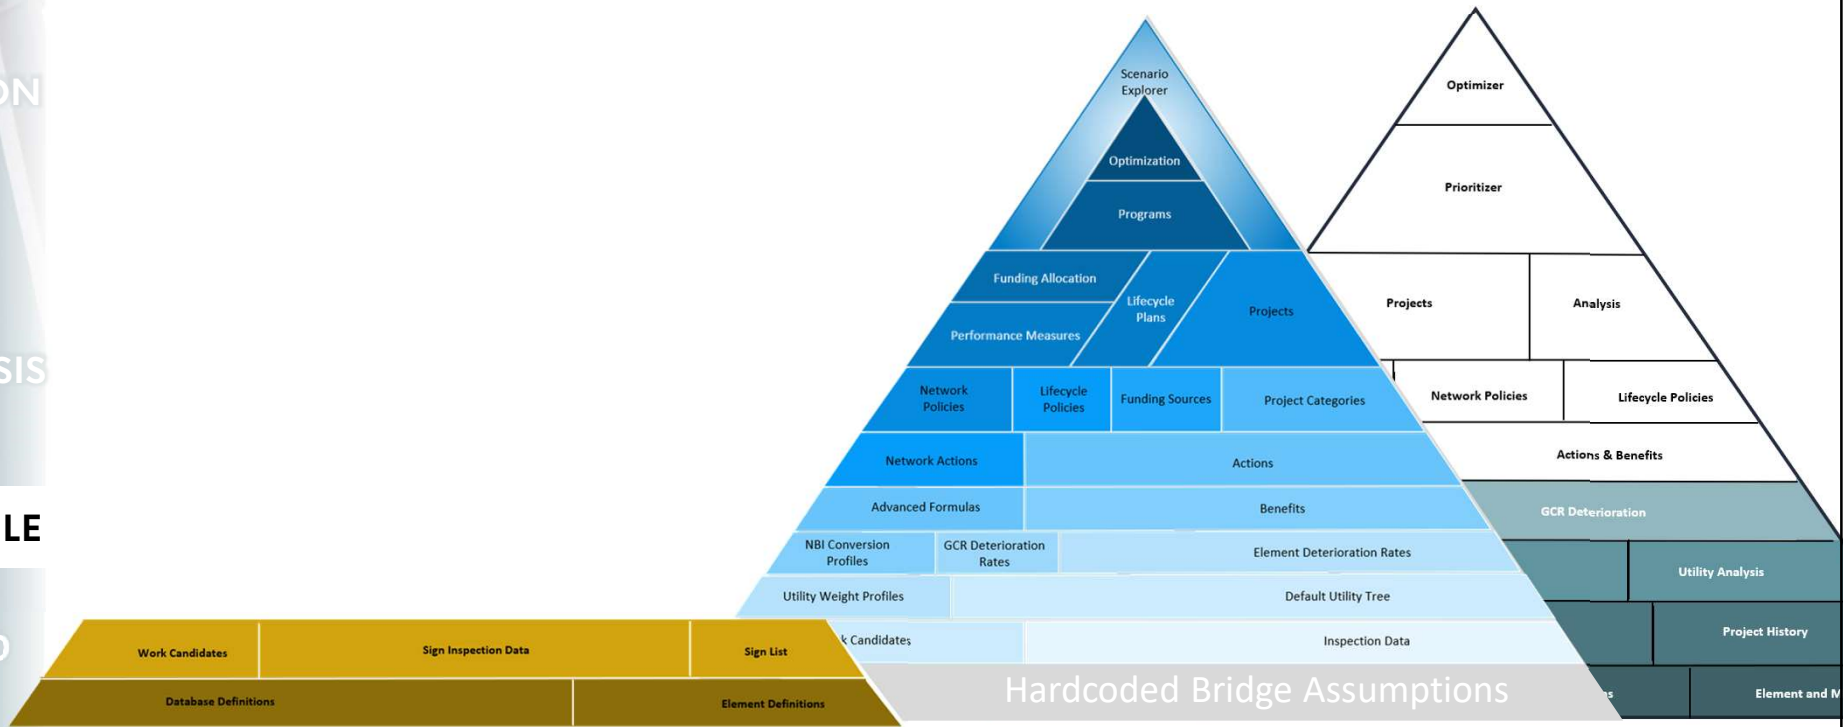 ON
SIS
LE
Scenario
Explorer
Optimization
Programs
Funding Allocation
Performance Measures
Lifecycle
Plans
Projects
Network
Policies
Lifecycle
Policies
Funding Sources
Project Categories
Network Actions
Actions
Advanced Formulas
Benefits
NBI Conversion
Profiles
GCR Deterioration
Rates
Element Deterioration Rates
Utility Weight Profiles
Default Utility Tree
k Candidates
Inspection Data
Hardcoded Bridge Assumptions
Work Candidates
Sign Inspection Data
Sign List
Database Definitions
Element Definitions
Optimizer
Prioritizer
Projects
Analysis
Network Policies
Lifecycle Policies
Actions & Benefits
GCR Deterioration
Utility Analysis
Project History
Element and M